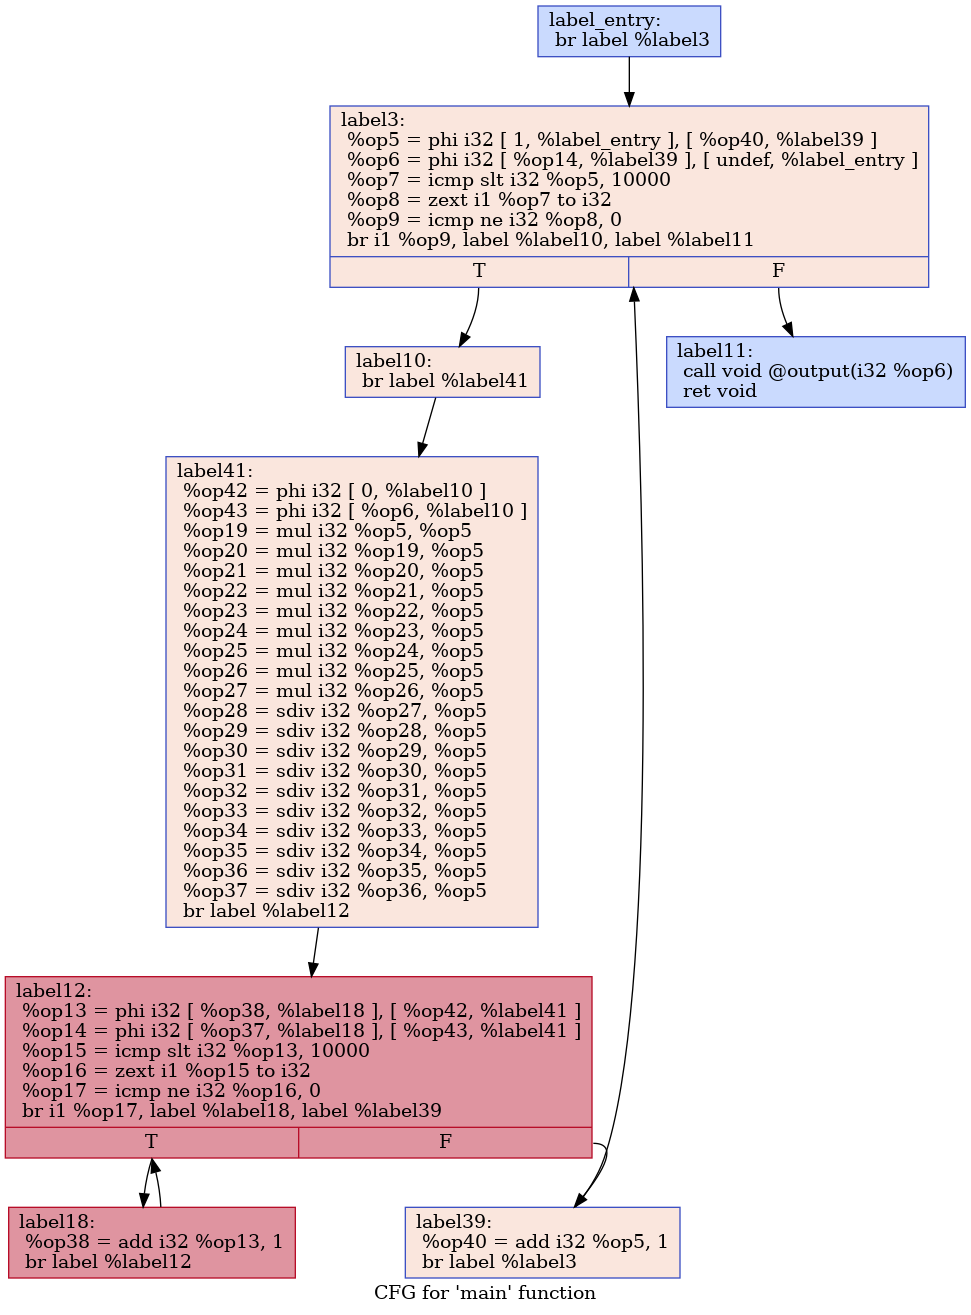 label_entry:
br label %label3
label3:
%op5 = phi i32 [ 1, %label_entry ], [ %op40, %label39 ]
%op6 = phi i32 [ %op14, %label39 ], [ undef, %label_entry ]
%op7 = icmp slt i32 %op5, 10000
%op8 = zext i1 %op7 to i32
%op9 = icmp ne i32 %op8, 0
br i1 %op9, label %label10, label %label11
T
F
label10:
br label %label41
label11:
call void @output(i32 %op6)
ret void
label41:
%op42 = phi i32 [ 0, %label10 ]
%op43 = phi i32 [ %op6, %label10 ]
%op19 = mul i32 %op5, %op5
%op20 = mul i32 %op19, %op5
%op21 = mul i32 %op20, %op5
%op22 = mul i32 %op21, %op5
%op23 = mul i32 %op22, %op5
%op24 = mul i32 %op23, %op5
%op25 = mul i32 %op24, %op5
%op26 = mul i32 %op25, %op5
%op27 = mul i32 %op26, %op5
%op28 = sdiv i32 %op27, %op5
%op29 = sdiv i32 %op28, %op5
%op30 = sdiv i32 %op29, %op5
%op31 = sdiv i32 %op30, %op5
%op32 = sdiv i32 %op31, %op5
%op33 = sdiv i32 %op32, %op5
%op34 = sdiv i32 %op33, %op5
%op35 = sdiv i32 %op34, %op5
%op36 = sdiv i32 %op35, %op5
%op37 = sdiv i32 %op36, %op5
br label %label12
label12:
%op13 = phi i32 [ %op38, %label18 ], [ %op42, %label41 ]
%op14 = phi i32 [ %op37, %label18 ], [ %op43, %label41 ]
%op15 = icmp slt i32 %op13, 10000
%op16 = zext i1 %op15 to i32
%op17 = icmp ne i32 %op16, 0
br i1 %op17, label %label18, label %label39
T
F
label18:
%op38 = add i32 %op13, 1
br label %label12
label39:
%op40 = add i32 %op5, 1
br label %label3
CFG for 'main' function